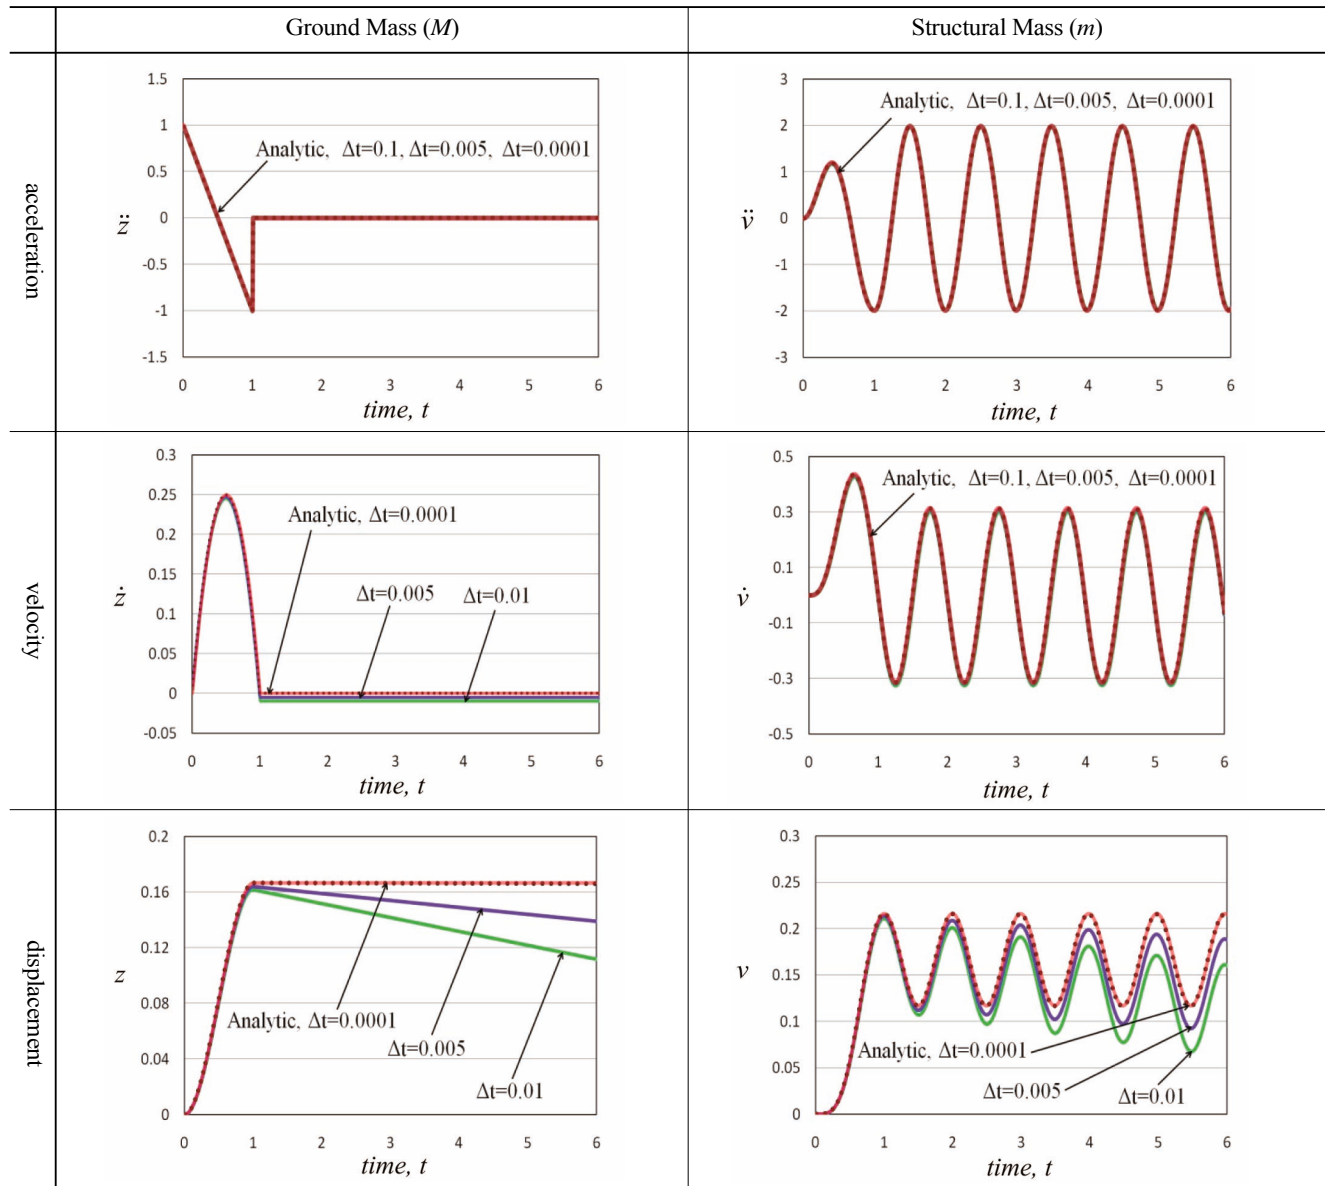 Ground Mass (M)
Structural Mass (m)
acceleration
1.5
1
0.5
0
-0.5
-1
-1.5
z̈
Analytic, Δt=0.1, Δt=0.005, Δt=0.0001
0 1 2 3 4 5 6
time, t
3
2
1
0
-1
-2
-3
v̈
Analytic, Δt=0.1, Δt=0.005, Δt=0.0001
0 1 2 3 4 5 6
time, t
velocity
0.3
0.25
0.20
0.15
0.1
0.05
0
-0.05
ż
Analytic, Δt=0.0001
Δt=0.005
Δt=0.01
0 1 2 3 4 5 6
time, t
0.5
0.3
0.1
-0.1
-0.3
-0.5
v̇
Analytic, Δt=0.1, Δt=0.005, Δt=0.0001
0 1 2 3 4 5 6
time, t
displacement
0.2
0.16
0.12
0.08
0.04
0
z
Analytic, Δt=0.0001
Δt=0.005
Δt=0.01
0 1 2 3 4 5 6
time, t
0.3
0.25
0.2
0.15
0.1
0.05
0
v
Analytic, Δt=0.0001
Δt=0.005
Δt=0.01
0 1 2 3 4 5 6
time, t